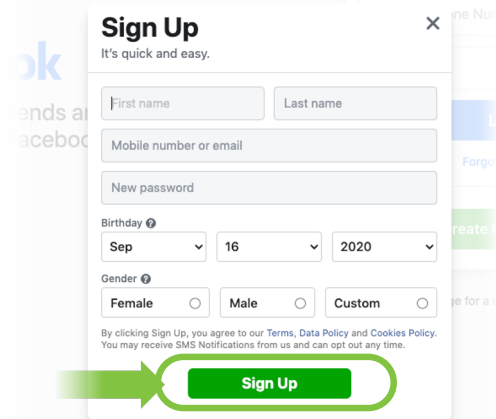 Sign Up
It's quick and easy.
First name
Last name
Mobile number or email
New password
Birthday
Sep
16
2020
Gender
Female
Male
Custom
By clicking Sign Up, you agree to our Terms, Data Policy and Cookies Policy.
You may receive SMS Notifications from us and can opt out any time.
Sign Up